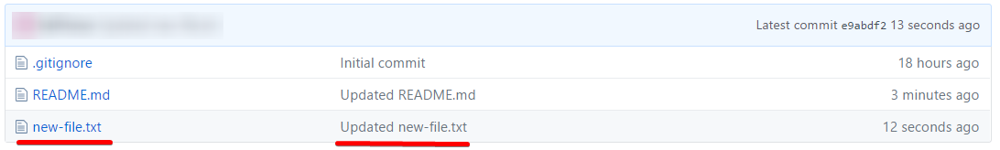 Latest commit e9abdf2 13 seconds ago
.gitignore Initial commit 18 hours ago
README.md Updated README.md 3 minutes ago
new-file.txt Updated new-file.txt 12 seconds ago